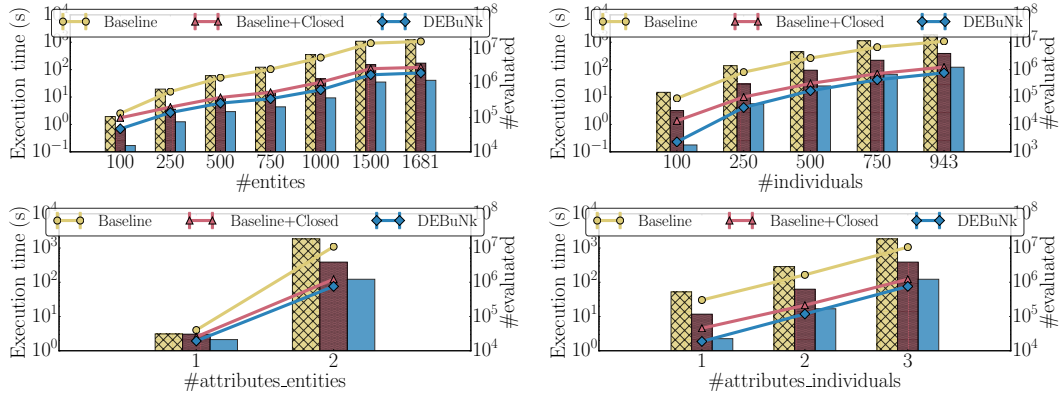 Baseline Baseline+Closed DEBuNk
Execution time (s)
10^4
10^3
10^2
10^1
10^0
10^-1
10^8
10^7
10^6
10^5
10^4
#evaluated
100 250 500 750 1000 1500 1681
#entites
Baseline Baseline+Closed DEBuNk
Execution time (s)
10^4
10^3
10^2
10^1
10^0
10^-1
10^8
10^7
10^6
10^5
10^4
10^3
#evaluated
100 250 500 750 943
#individuals
Baseline Baseline+Closed DEBuNk
Execution time (s)
10^4
10^3
10^2
10^1
10^0
10^8
10^7
10^6
10^5
10^4
#evaluated
1 2
#attributes_entities
Baseline Baseline+Closed DEBuNk
Execution time (s)
10^4
10^3
10^2
10^1
10^0
10^8
10^7
10^6
10^5
10^4
#evaluated
1 2 3
#attributes_individuals